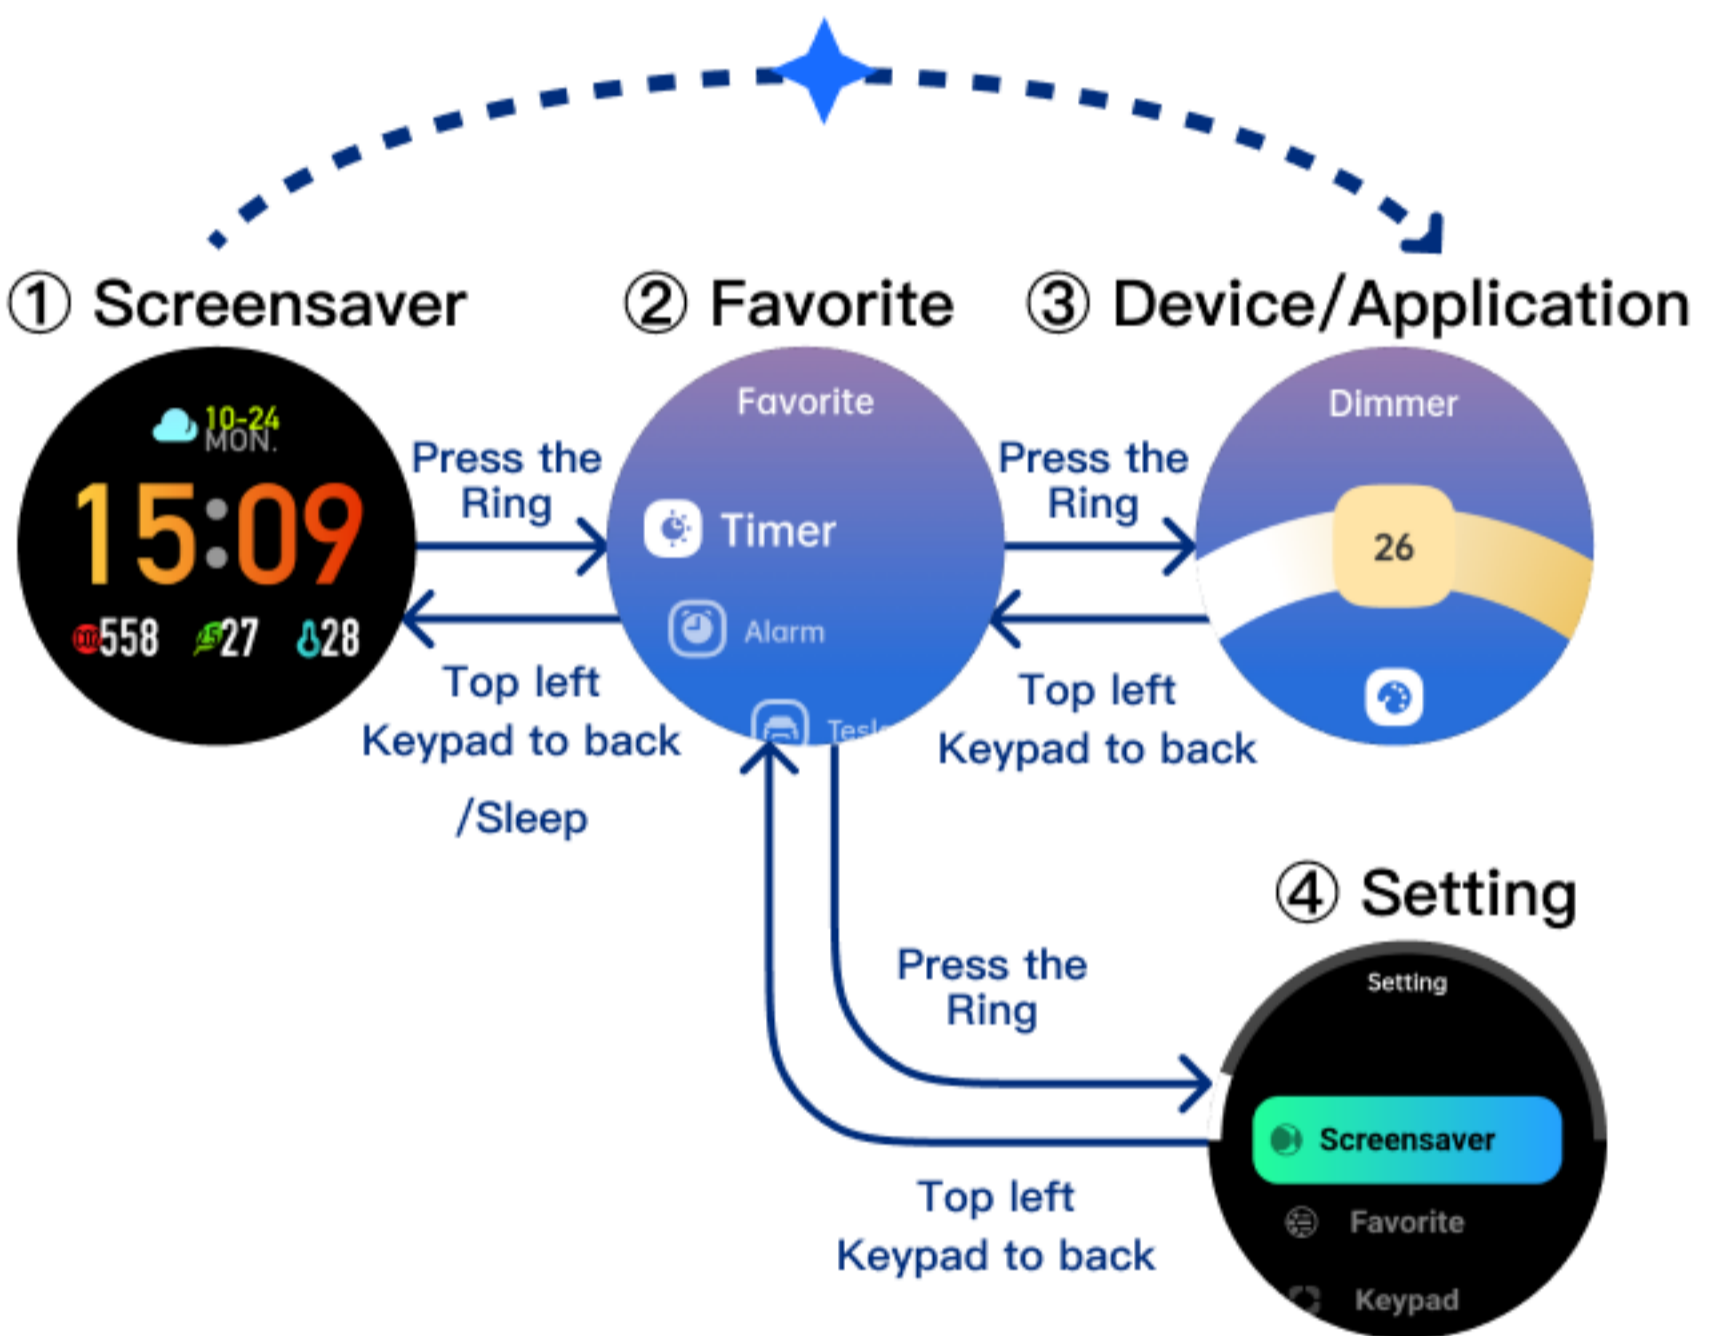 ① Screensaver
② Favorite
③ Device/Application
10-24
MON.
15:09
558
27
28
Press the
Ring
Top left
Keypad to back
/Sleep
Favorite
Timer
Alarm
Press the
Ring
Top left
Keypad to back
Dimmer
26
④ Setting
Press the
Ring
Top left
Keypad to back
Setting
Screensaver
Favorite
Keypad